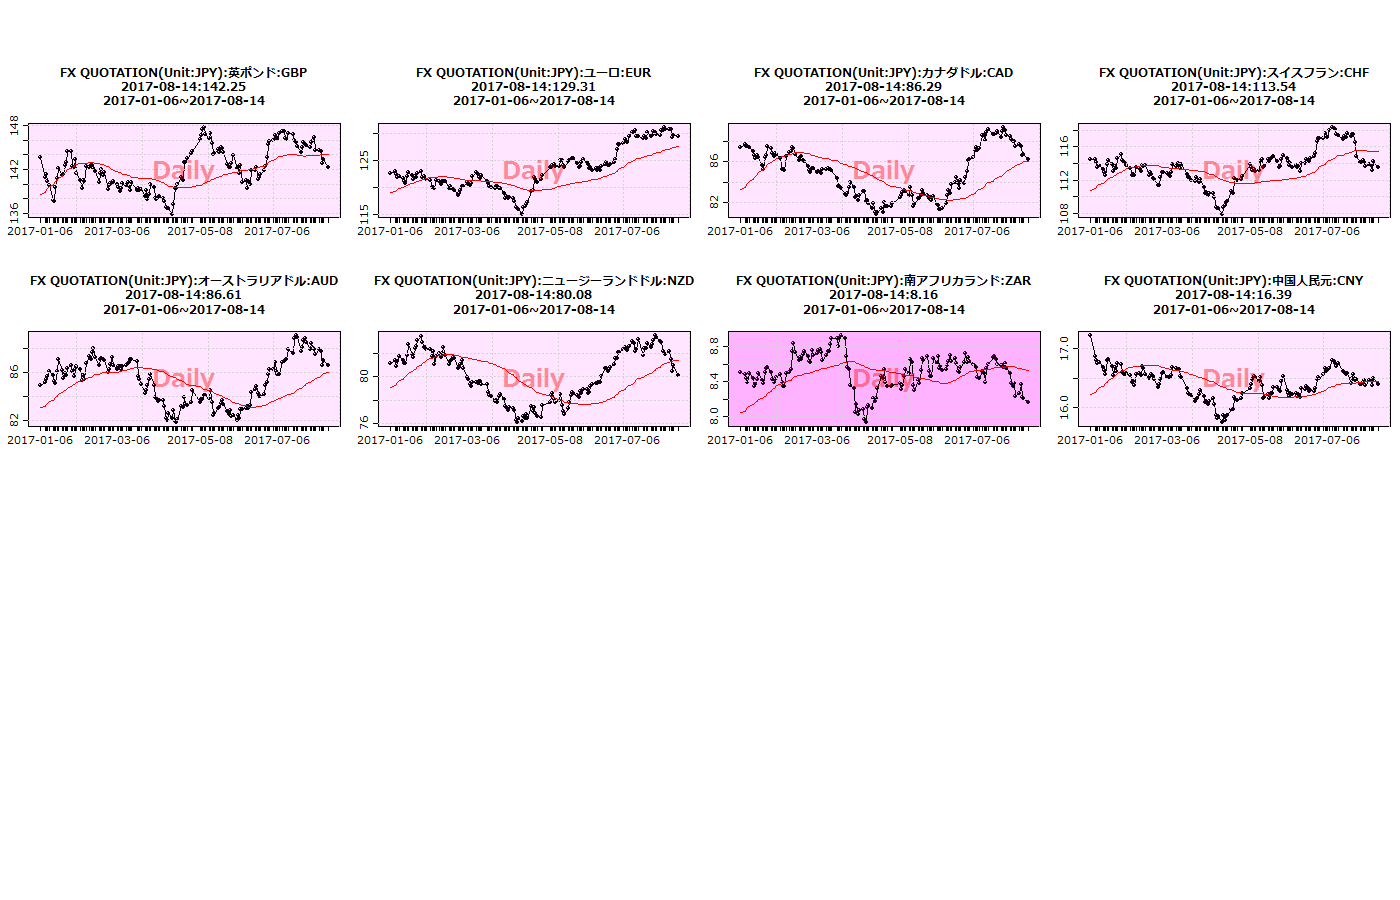 FX QUOTATION(Unit:JPY):英ポンド:GBP
2017-08-14:142.25
2017-01-06~2017-08-14
148
142
136
Daily
2017-01-06 2017-03-06 2017-05-08 2017-07-06
FX QUOTATION(Unit:JPY):ユーロ:EUR
2017-08-14:129.31
2017-01-06~2017-08-14
125
115
Daily
2017-01-06 2017-03-06 2017-05-08 2017-07-06
FX QUOTATION(Unit:JPY):カナダドル:CAD
2017-08-14:86.29
2017-01-06~2017-08-14
86
82
Daily
2017-01-06 2017-03-06 2017-05-08 2017-07-06
FX QUOTATION(Unit:JPY):スイスフラン:CHF
2017-08-14:113.54
2017-01-06~2017-08-14
116
112
108
Daily
2017-01-06 2017-03-06 2017-05-08 2017-07-06
FX QUOTATION(Unit:JPY):オーストラリアドル:AUD
2017-08-14:86.61
2017-01-06~2017-08-14
86
82
Daily
2017-01-06 2017-03-06 2017-05-08 2017-07-06
FX QUOTATION(Unit:JPY):ニュージーランドドル:NZD
2017-08-14:80.08
2017-01-06~2017-08-14
80
76
Daily
2017-01-06 2017-03-06 2017-05-08 2017-07-06
FX QUOTATION(Unit:JPY):南アフリカランド:ZAR
2017-08-14:8.16
2017-01-06~2017-08-14
8.8
8.4
8.0
Daily
2017-01-06 2017-03-06 2017-05-08 2017-07-06
FX QUOTATION(Unit:JPY):中国人民元:CNY
2017-08-14:16.39
2017-01-06~2017-08-14
17.0
16.0
Daily
2017-01-06 2017-03-06 2017-05-08 2017-07-06